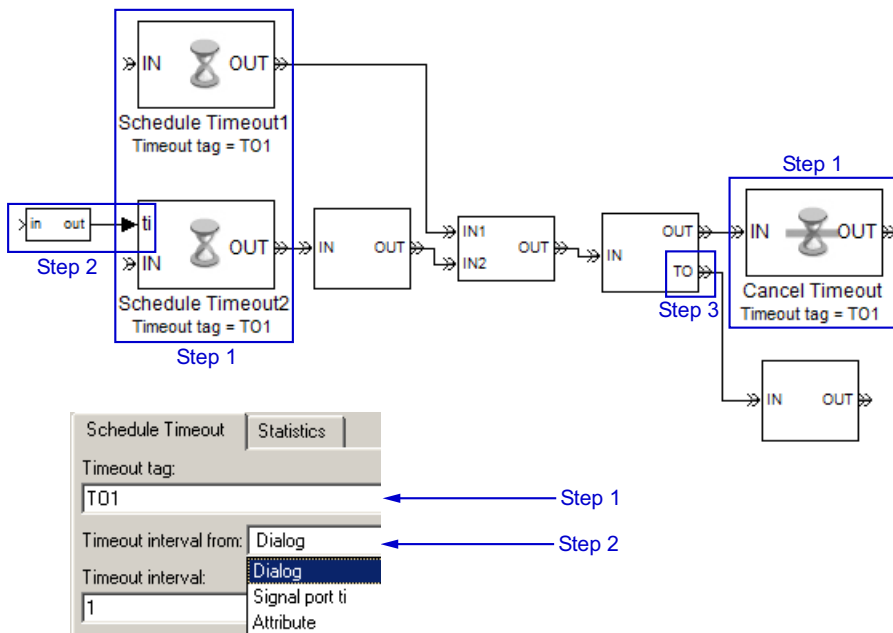 IN OUT
Schedule Timeout1
Timeout tag = TO1
Step 1
in out ti
OUT
IN
Step 2
Schedule Timeout2
Timeout tag = TO1
Step 1
IN OUT
IN1
IN2
OUT
IN
OUT
TO
Step 3
IN OUT
Cancel Timeout
Timeout tag = TO1
IN OUT
Schedule Timeout Statistics
Timeout tag:
TO1
Step 1
Timeout interval from: Dialog
Step 2
Dialog
Timeout interval:
Signal port ti
1
Attribute